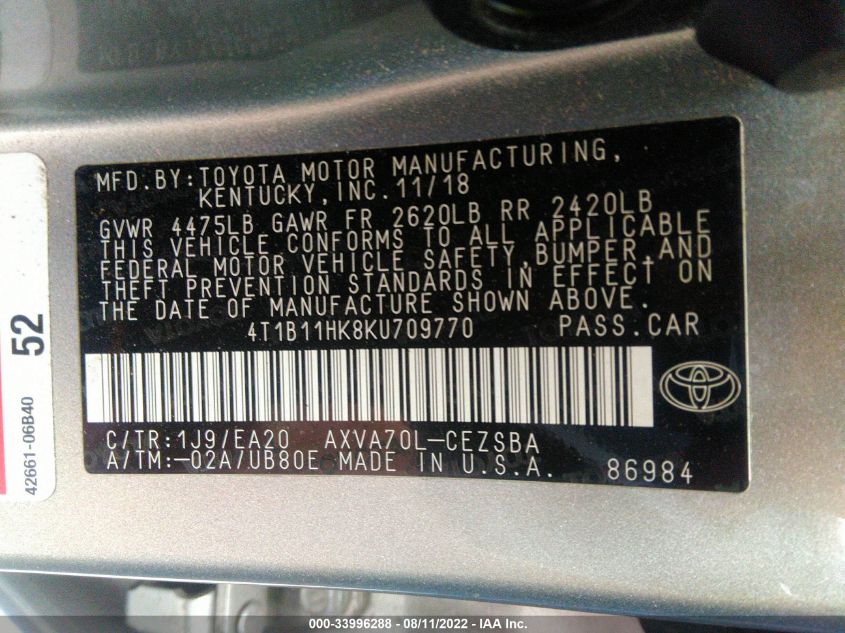 MFD.BY:TOYOTA MOTOR MANUFACTURING,
KENTUCKY,INC.11/18
GVWR 4475LB GAWR FR 2620LB RR 2420LB
THIS VEHICLE CONFORMS TO ALL APPLICABLE
FEDERAL MOTOR VEHICLE SAFETY,BUMPER,AND
THEFT PREVENTION STANDARDS IN EFFECT ON
THE DATE OF MANUFACTURE SHOWN ABOVE.
4T1B11HK8KU709770 PASS.CAR
C/TR:1J9/EA20 AXVA70L-CEZSBA
A/TM:-02A/UB80E MADE IN U.S.A. 86984
52
42661-06B40
000-33996288 - 08/11/2022 - IAA Inc.